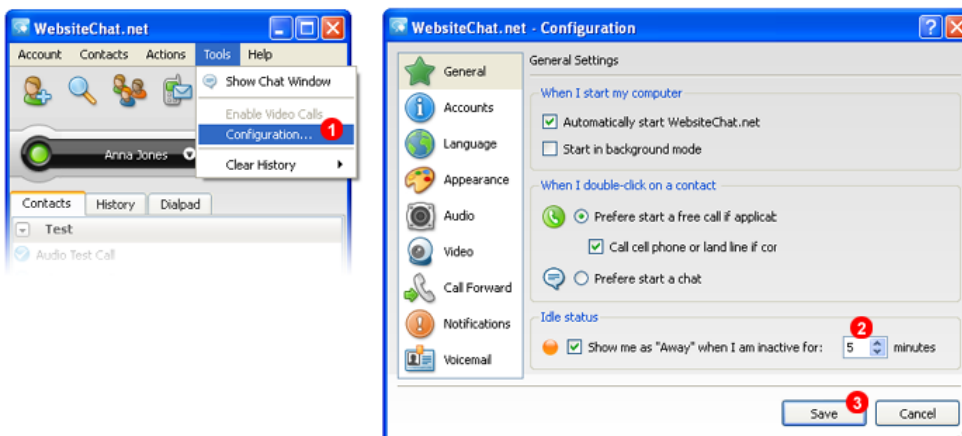 WebsiteChat.net
Account Contacts Actions Tools Help
Show Chat Window
Enable Video Calls
Configuration... 1
Clear History
Anna Jones
Contacts History Dialpad
Test
Audio Test Call
WebsiteChat.net - Configuration
General
Accounts
Language
Appearance
Audio
Video
Call Forward
Notifications
Voicemail
General Settings
When I start my computer
Automatically start WebsiteChat.net
Start in background mode
When I double-click on a contact
Prefere start a free call if applicat
Call cell phone or land line if cor
Prefere start a chat
Idle status
2
Show me as "Away" when I am inactive for: 5 minutes
Save 3 Cancel